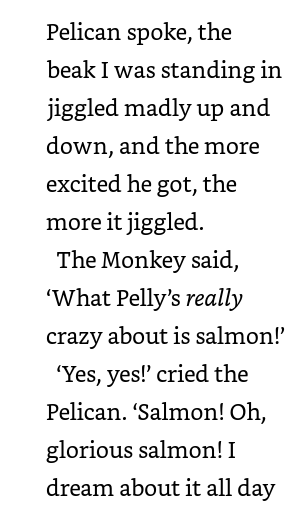 Pelican spoke, the
beak I was standing in
jiggled madly up and
down, and the more
excited he got, the
more it jiggled.
The Monkey said,
‘What Pelly’s really
crazy about is salmon!’
‘Yes, yes!’ cried the
Pelican. ‘Salmon! Oh,
glorious salmon! I
dream about it all day